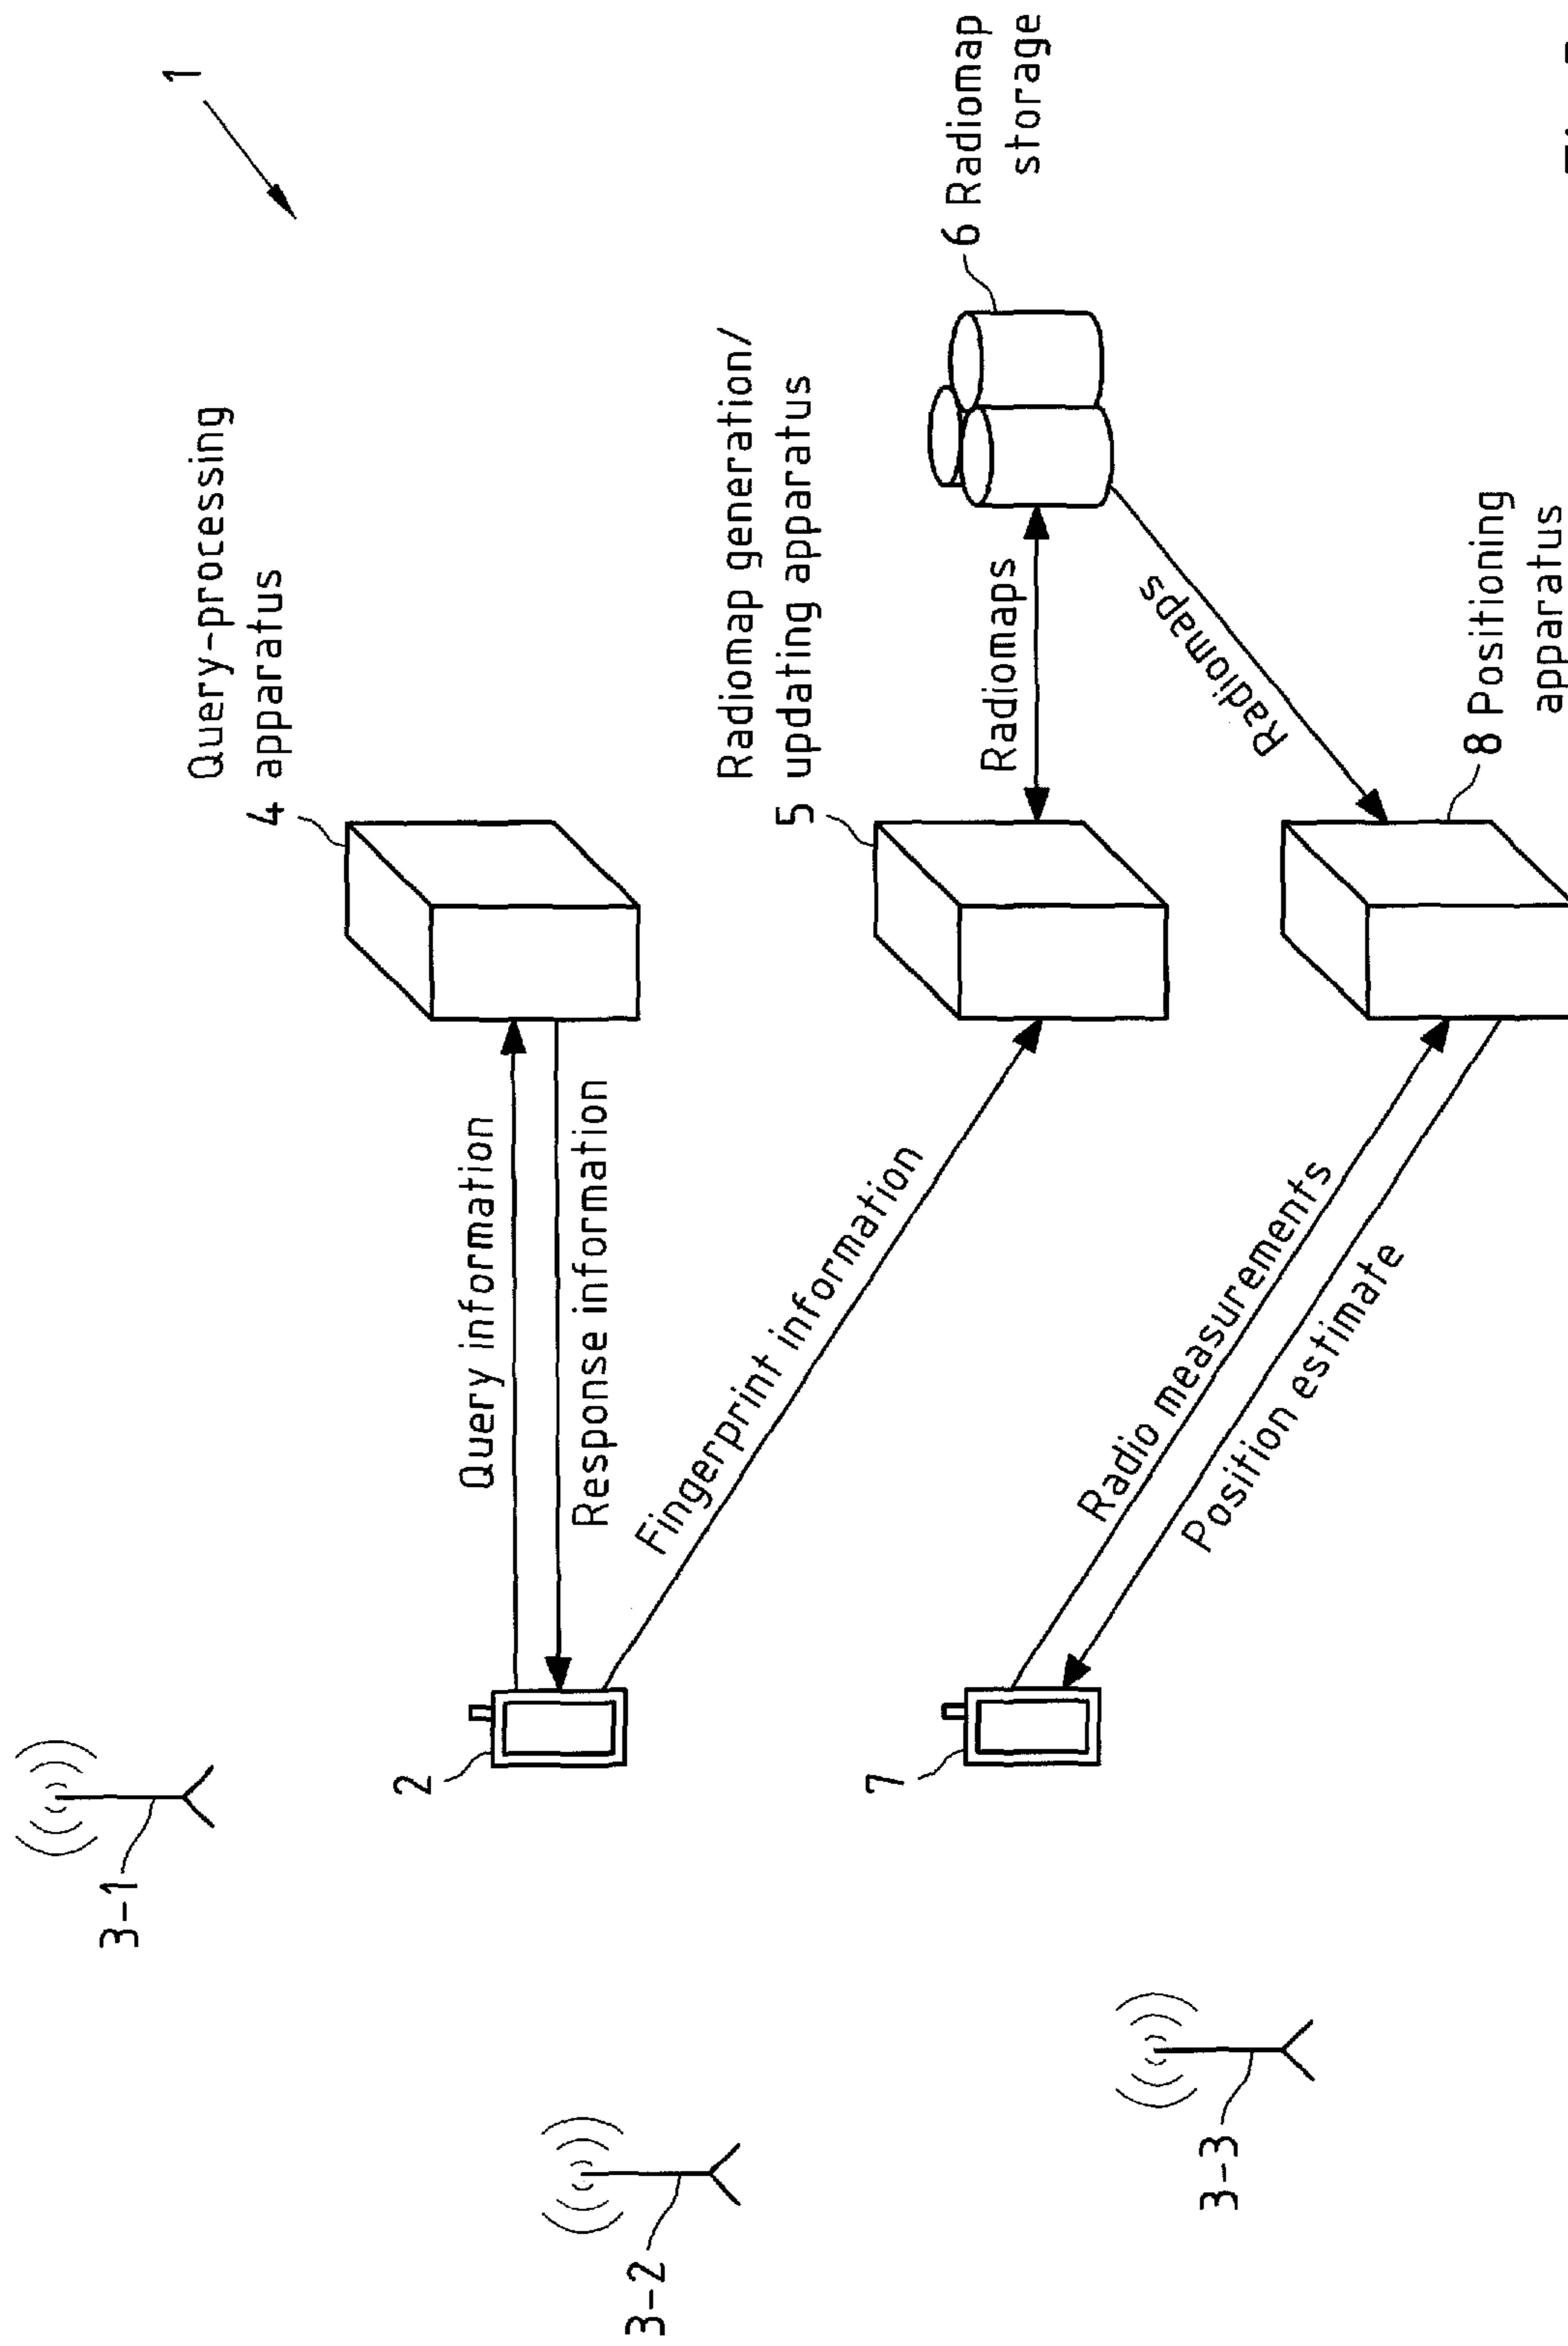 1
Query-processing
4 apparatus
Radiomap generation/
5 updating apparatus
6 Radiomap
storage
8 Positioning
apparatus
Query information
Response information
Fingerprint information
Radiomaps
Radiomaps
Radio measurements
Position estimate
2
7
3-1
3-2
3-3